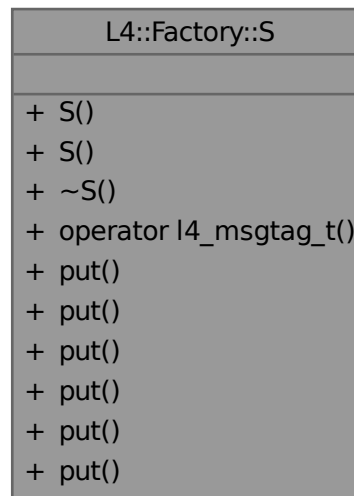 L4::Factory::S
+ S()
+ S()
+ ~S()
+ operator l4_msgtag_t()
+ put()
+ put()
+ put()
+ put()
+ put()
+ put()